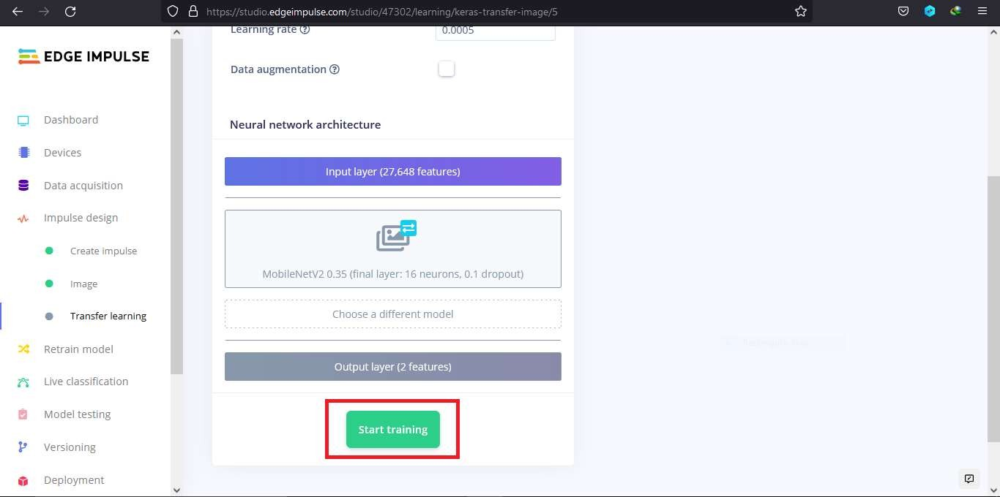 https://studio.edgeimpulse.com/studio/47302/learning/keras-transfer-image/5
EDGE IMPULSE
Dashboard
Devices
Data acquisition
Impulse design
Create impulse
Image
Transfer learning
Retrain model
Live classification
Model testing
Versioning
Deployment
Learning rate ?
0.0005
Data augmentation ?
Neural network architecture
Input layer (27,648 features)
MobileNetV2 0.35 (final layer: 16 neurons, 0.1 dropout)
Choose a different model
Output layer (2 features)
Start training